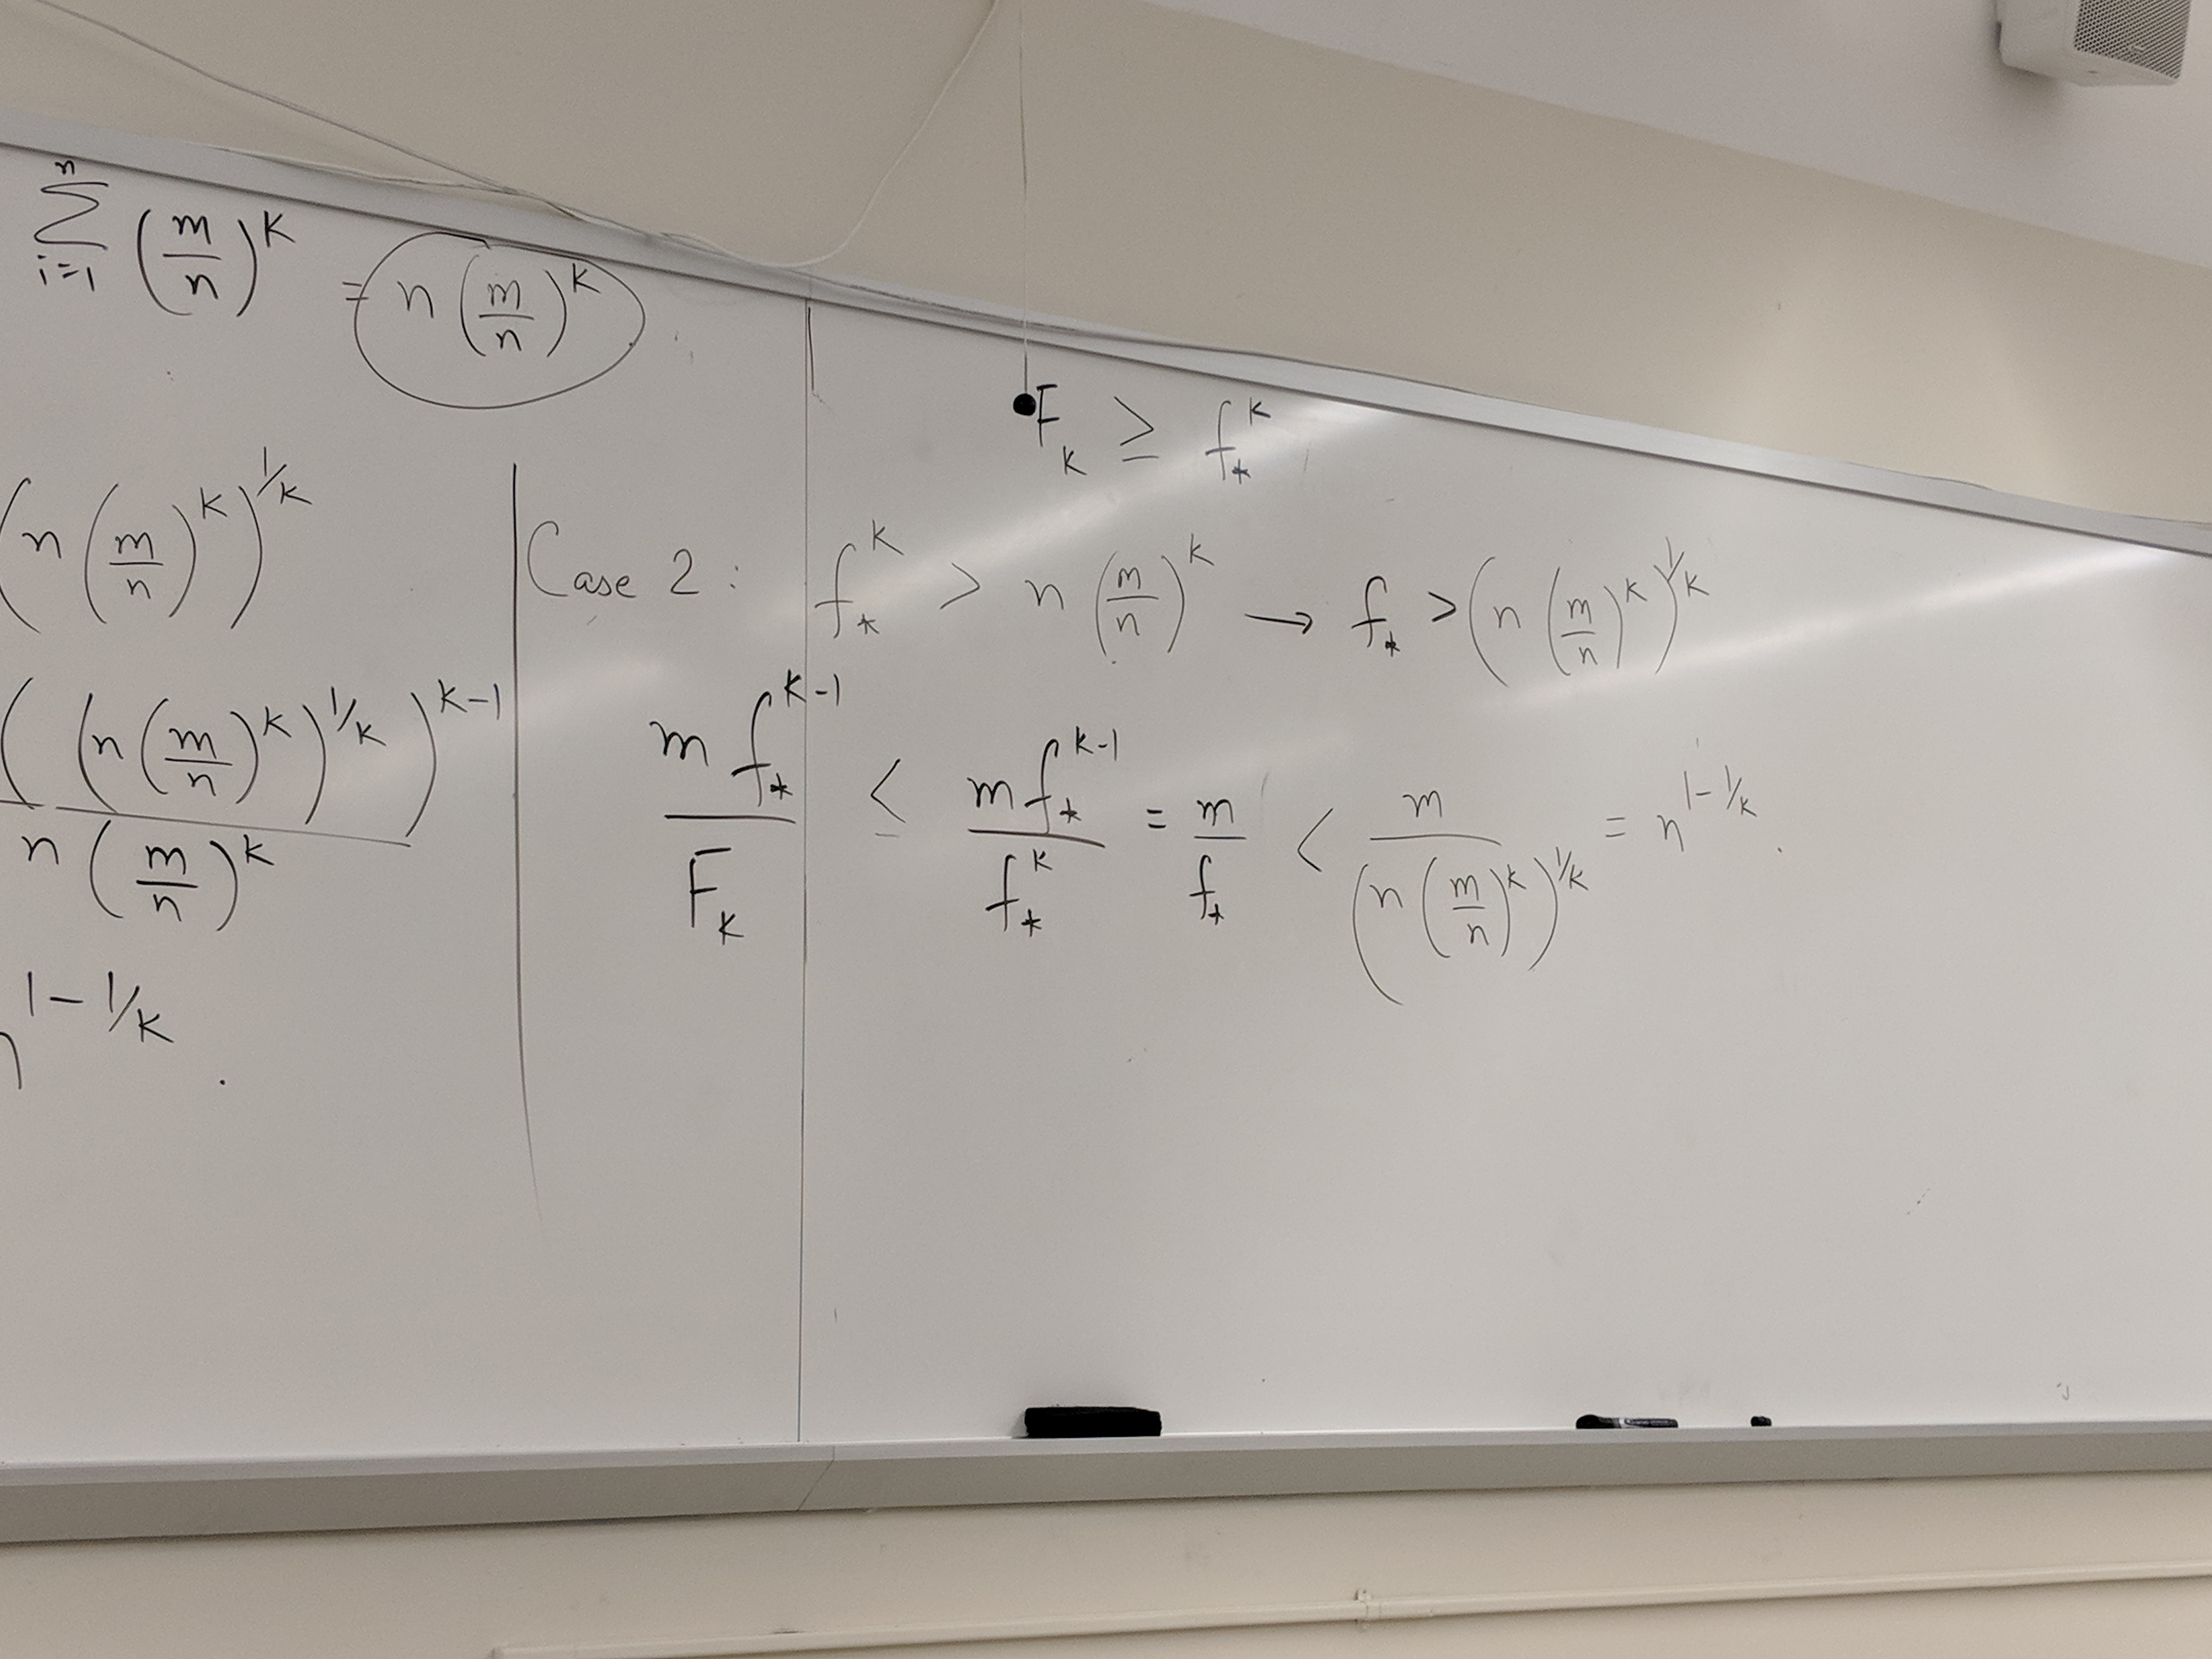 \sum_{i=1}^{n} \left(\frac{m}{n}\right)^k = n\left(\frac{m}{n}\right)^k
\left(n\left(\frac{m}{n}\right)^k\right)^{1/k}
\frac{\left(\left(n\left(\frac{m}{n}\right)^k\right)^{1/k}\right)^{k-1}}{n\left(\frac{m}{n}\right)^k}
n^{1-1/k}.
F_k \geq f_*^k
Case 2: f_*^k > n\left(\frac{m}{n}\right)^k \rightarrow f_* > \left(n\left(\frac{m}{n}\right)^k\right)^{1/k}
\frac{m f_*^{k-1}}{F_k} \leq \frac{m f_*^{k-1}}{f_*^k} = \frac{m}{f_*} < \frac{m}{\left(n\left(\frac{m}{n}\right)^k\right)^{1/k}} = n^{1-1/k}.